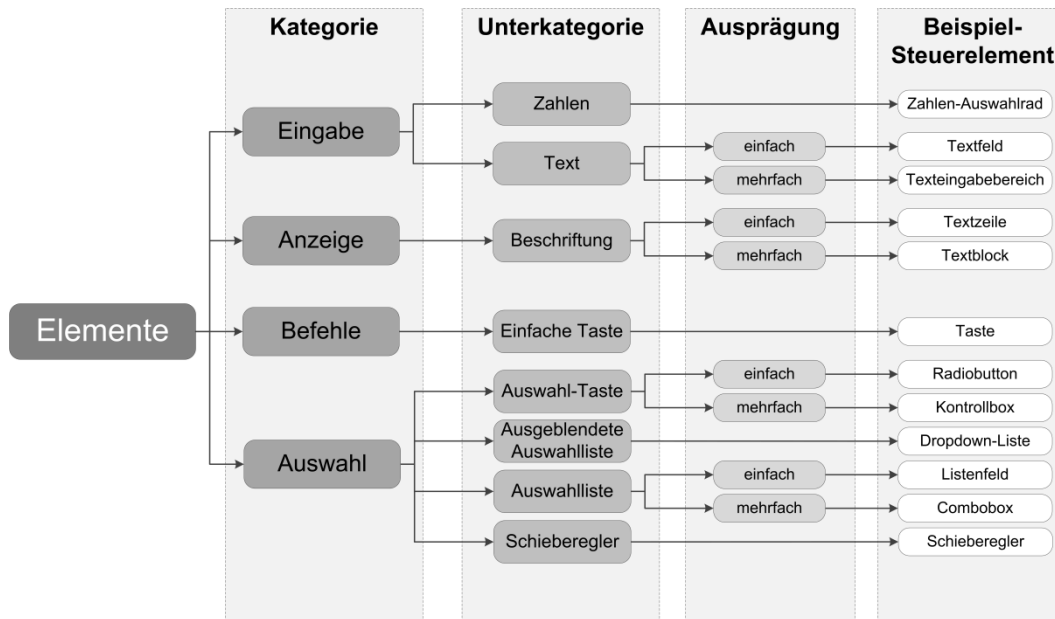 Kategorie
Unterkategorie
Ausprägung
Beispiel-
Steuerelement
Elemente
Eingabe
Zahlen
Zahlen-Auswahlrad
Text
einfach
Textfeld
mehrfach
Texteingabebereich
Anzeige
Beschriftung
einfach
Textzeile
mehrfach
Textblock
Befehle
Einfache Taste
Taste
Auswahl
Auswahl-Taste
einfach
Radiobutton
mehrfach
Kontrollbox
Ausgeblendete
Auswahlliste
Dropdown-Liste
Auswahlliste
einfach
Listenfeld
mehrfach
Combobox
Schieberegler
Schieberegler